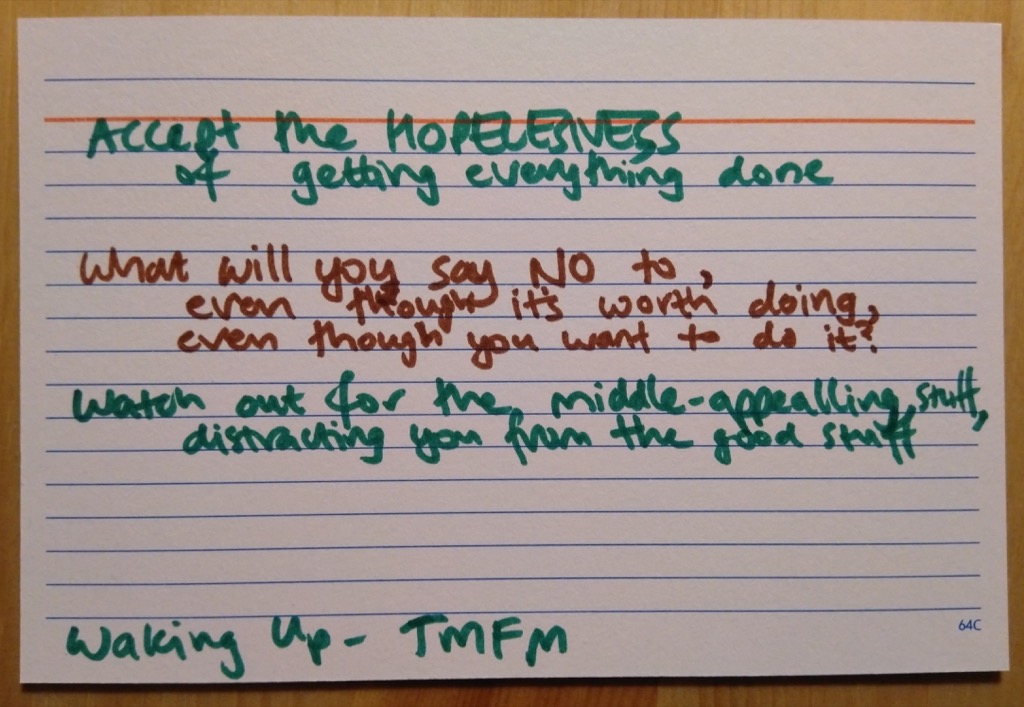 Accept the HOPELESSNESS
of getting everything done
What will you say NO to,
even though it's worth doing,
even though you want to do it?
Watch out for the middle-appealling stuff,
distracting you from the good stuff
64C
Waking Up - TMFM